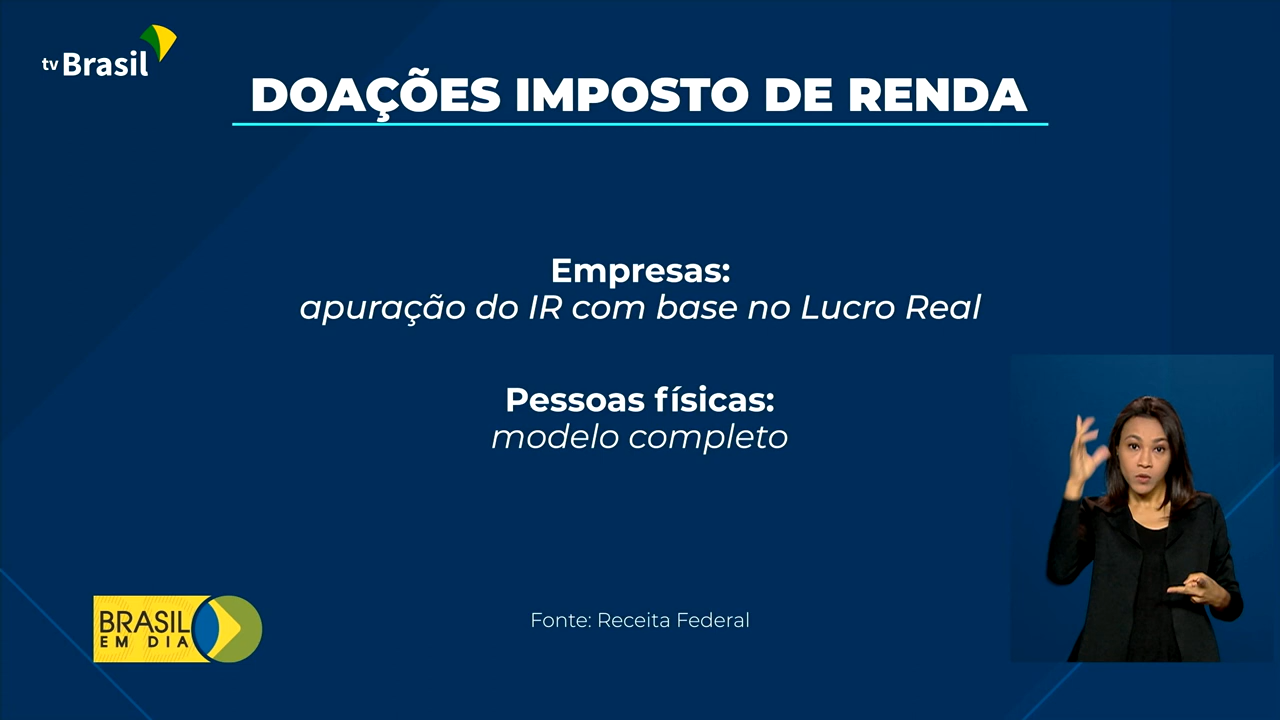 tv Brasil
DOAÇÕES IMPOSTO DE RENDA
Empresas:
apuração do IR com base no Lucro Real
Pessoas físicas:
modelo completo
BRASIL
EM DIA
Fonte: Receita Federal